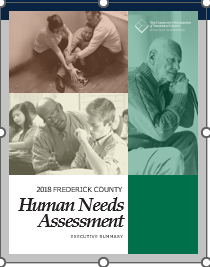 2018 FREDERICK COUNTY
Human Needs
Assessment
EXECUTIVE SUMMARY